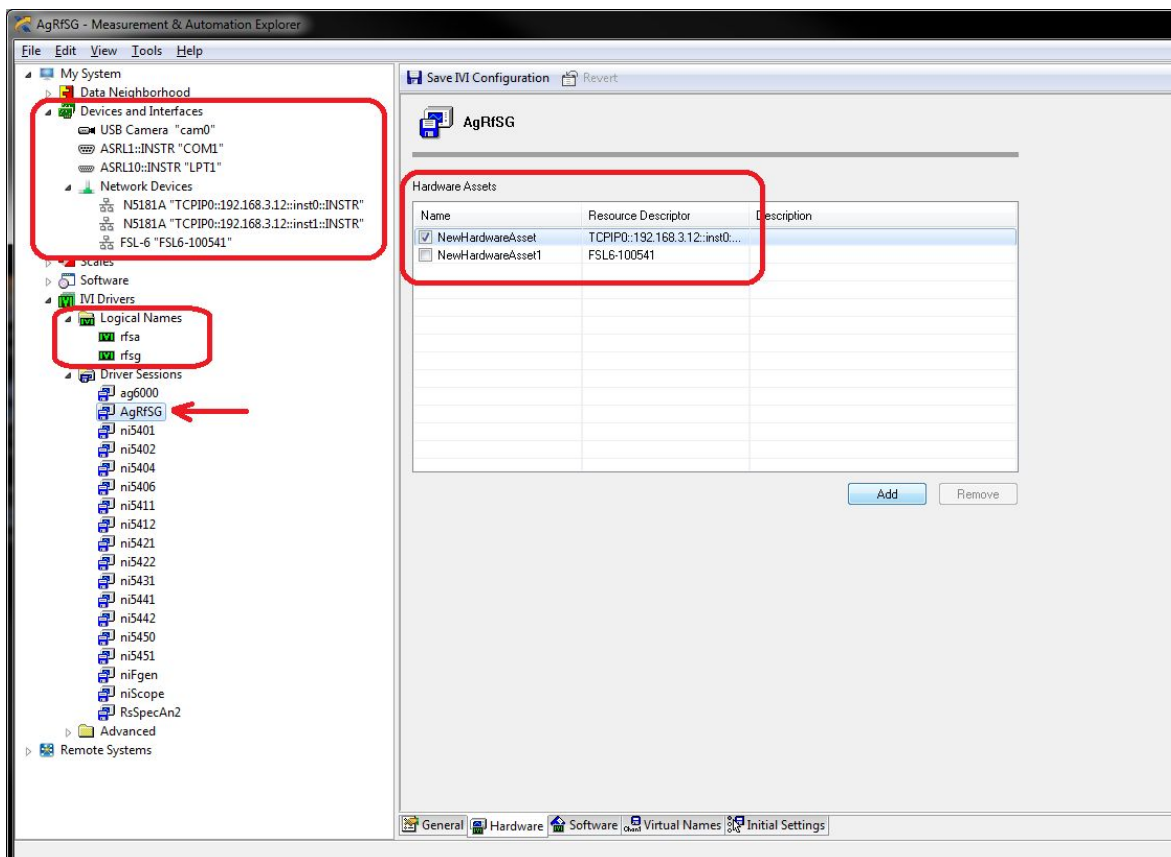 AgRfSG - Measurement & Automation Explorer
File Edit View Tools Help
My System
Data Neighborhood
Devices and Interfaces
USB Camera "cam0"
ASRL1::INSTR "COM1"
ASRL10::INSTR "LPT1"
Network Devices
N5181A "TCPIP0::192.168.3.12::inst0::INSTR"
N5181A "TCPIP0::192.168.3.12::inst1::INSTR"
FSL-6 "FSL6-100541"
Scales
Software
IVI Drivers
Logical Names
rfsa
rfsg
Driver Sessions
ag6000
AgRfSG
ni5401
ni5402
ni5404
ni5406
ni5411
ni5412
ni5421
ni5422
ni5431
ni5441
ni5442
ni5450
ni5451
niFgen
niScope
RsSpecAn2
Advanced
Remote Systems
Save IVI Configuration Revert
AgRfSG
Hardware Assets
Name Resource Descriptor Description
NewHardwareAsset TCPIP0::192.168.3.12::inst0:...
NewHardwareAsset1 FSL6-100541
Add Remove
General Hardware Software Virtual Names Initial Settings